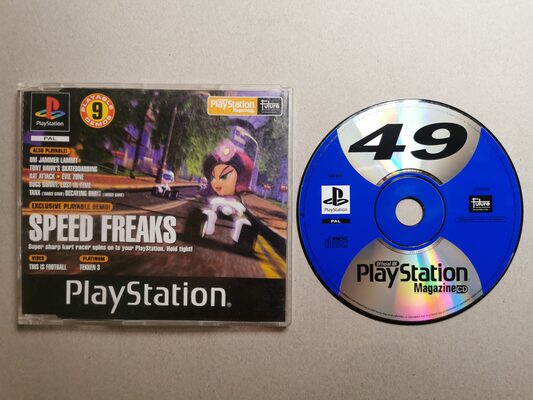 PlayStation
PAL
PLAYABLE
9
DEMOS
PlayStation
Magazine
Future
ALSO PLAYABLE!
UM JAMMER LAMMY •
TONY HAWK'S SKATEBOARDING
RAT ATTACK • EVIL ZONE
BUGS BUNNY: LOST IN TIME
DECAYING ORBIT
EXCLUSIVE PLAYABLE DEMO!
SPEED FREAKS
Super sharp kart racer spins on to your PlayStation. Hold tight!
VIDEO
THIS IS FOOTBALL
PLATINUM
TEKKEN 3
PlayStation®
49
PlayStation
PAL
Future
Official UK
PlayStation
Magazine CD